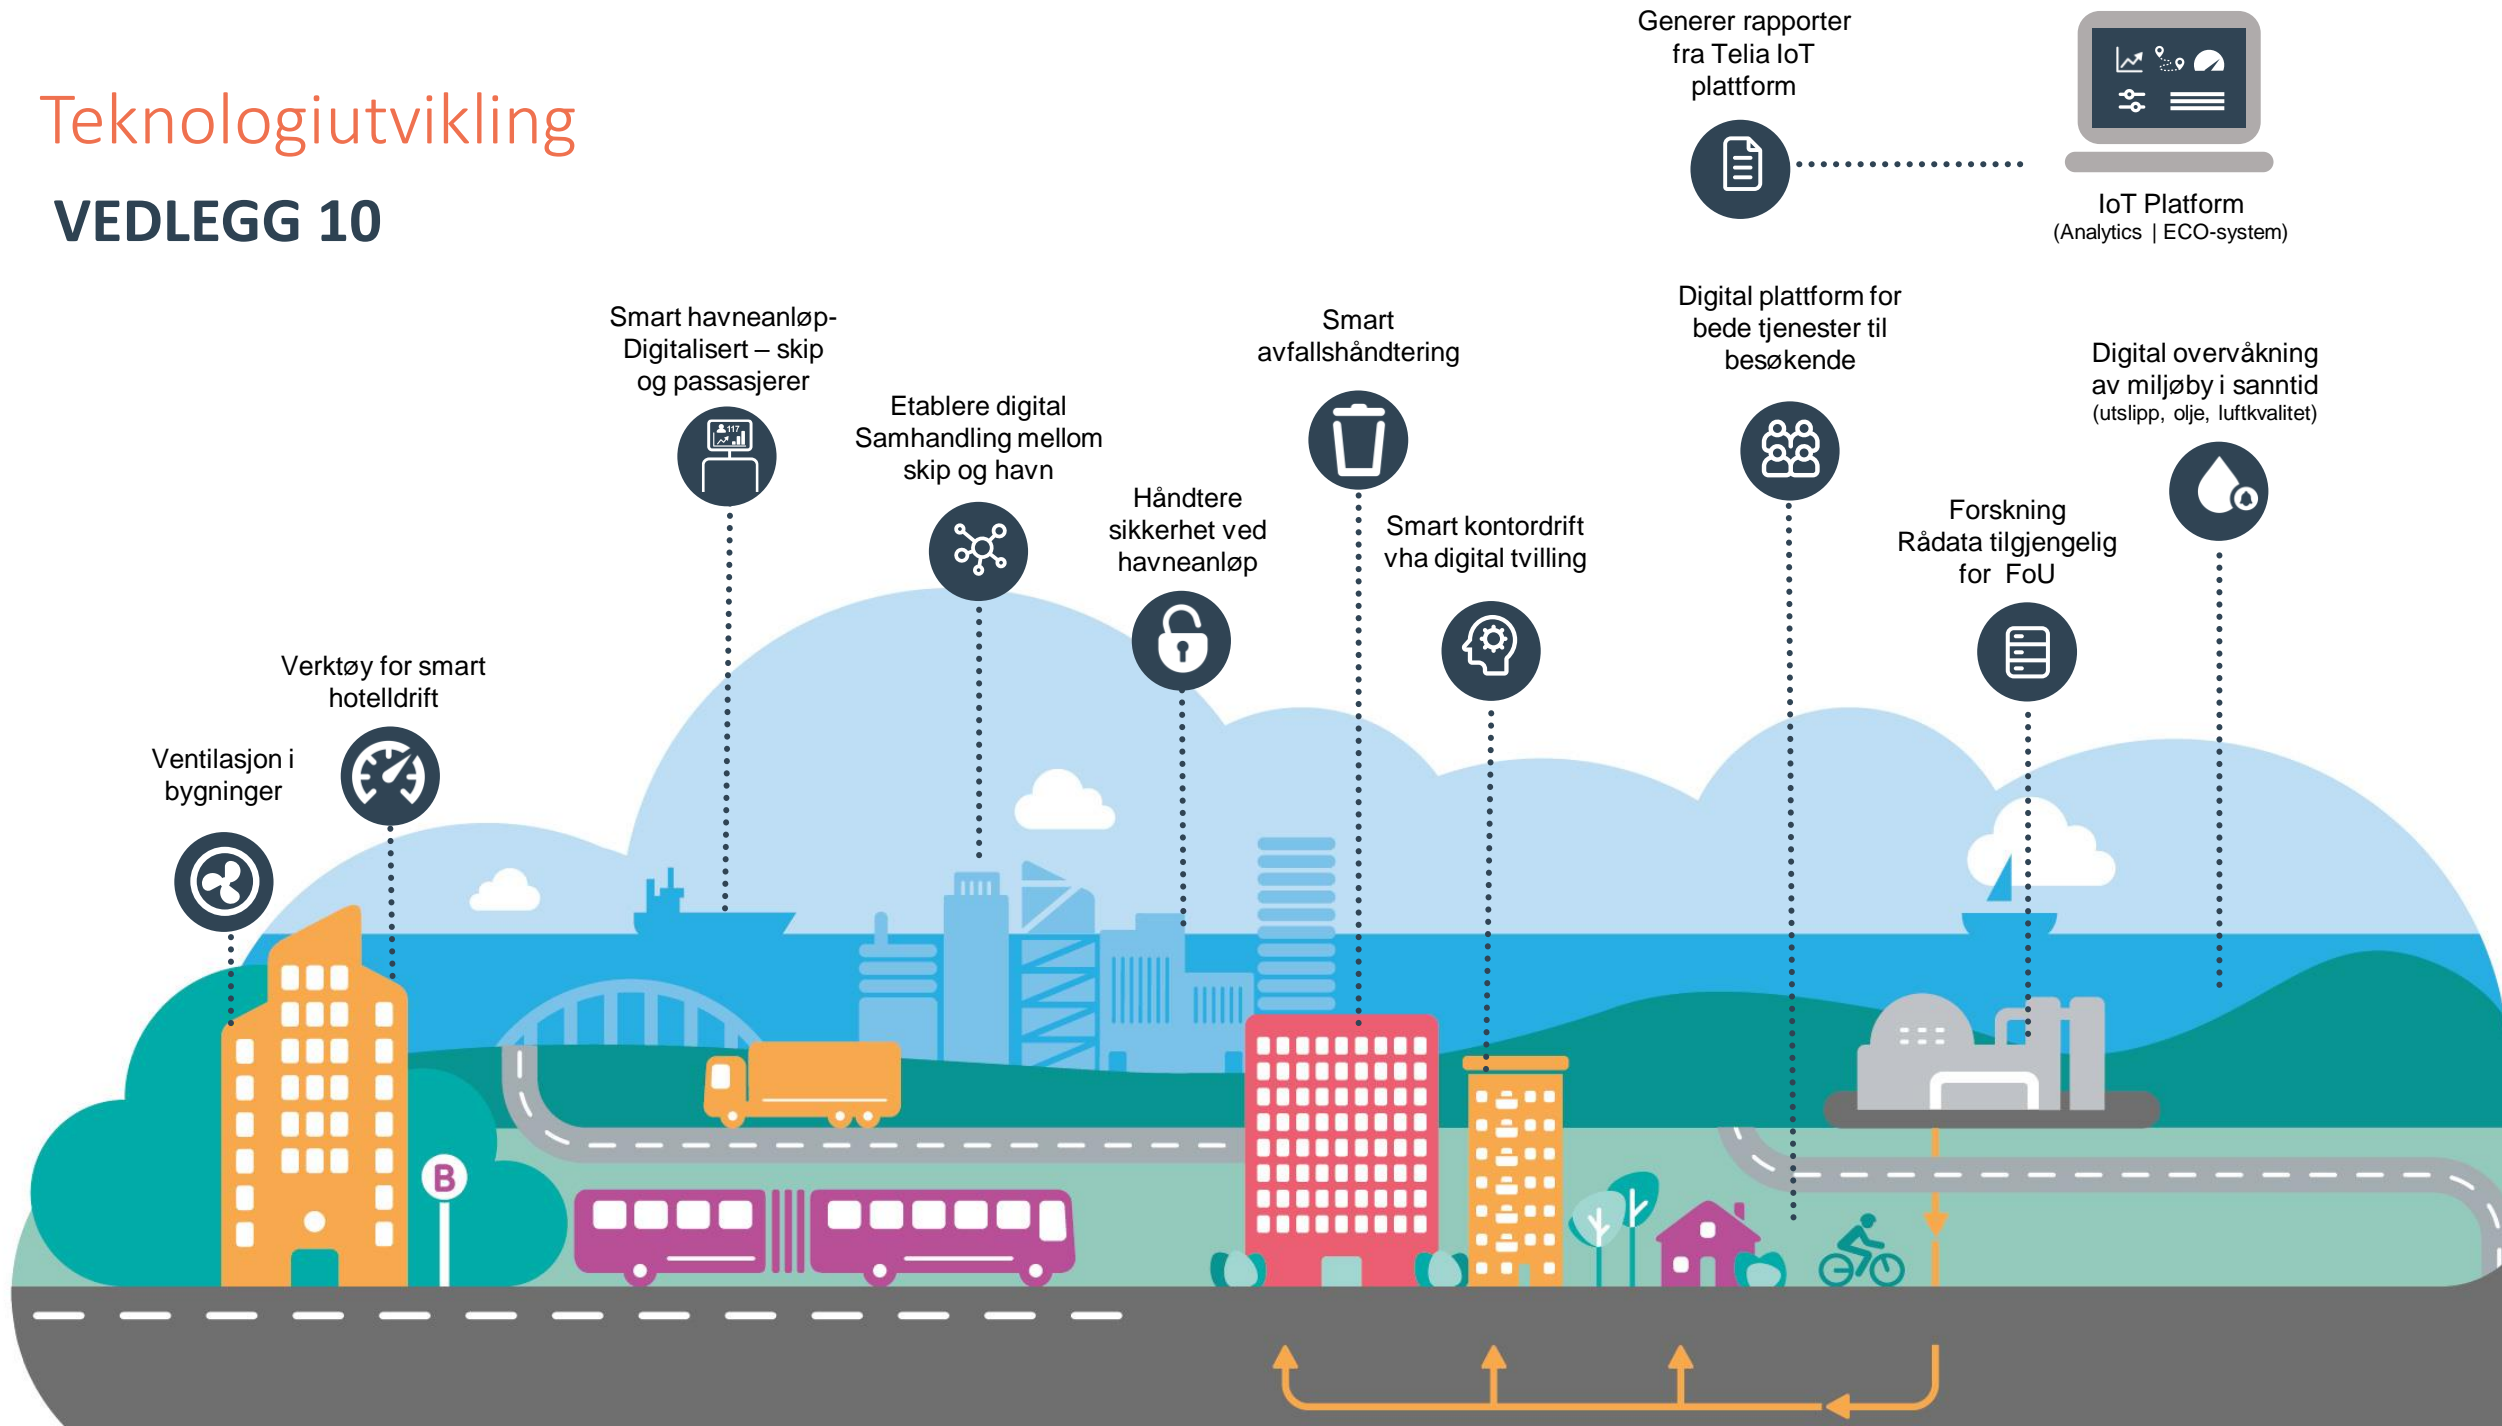 Teknologiutvikling
VEDLEGG 10
Generer rapporter
fra Telia IoT
plattform
IoT Platform
(Analytics | ECO-system)
Smart havneanløp-
Digitalisert – skip
og passasjerer
117
Etablere digital
Samhandling mellom
skip og havn
Håndtere
sikkerhet ved
havneanløp
Smart
avfallshåndtering
Smart kontordrift
vha digital tvilling
Digital plattform for
bede tjenester til
besøkende
Forskning
Rådata tilgjengelig
for FoU
Digital overvåkning
av miljøby i sanntid
(utslipp, olje, luftkvalitet)
Verktøy for smart
hotelldrift
Ventilasjon i
bygninger
B